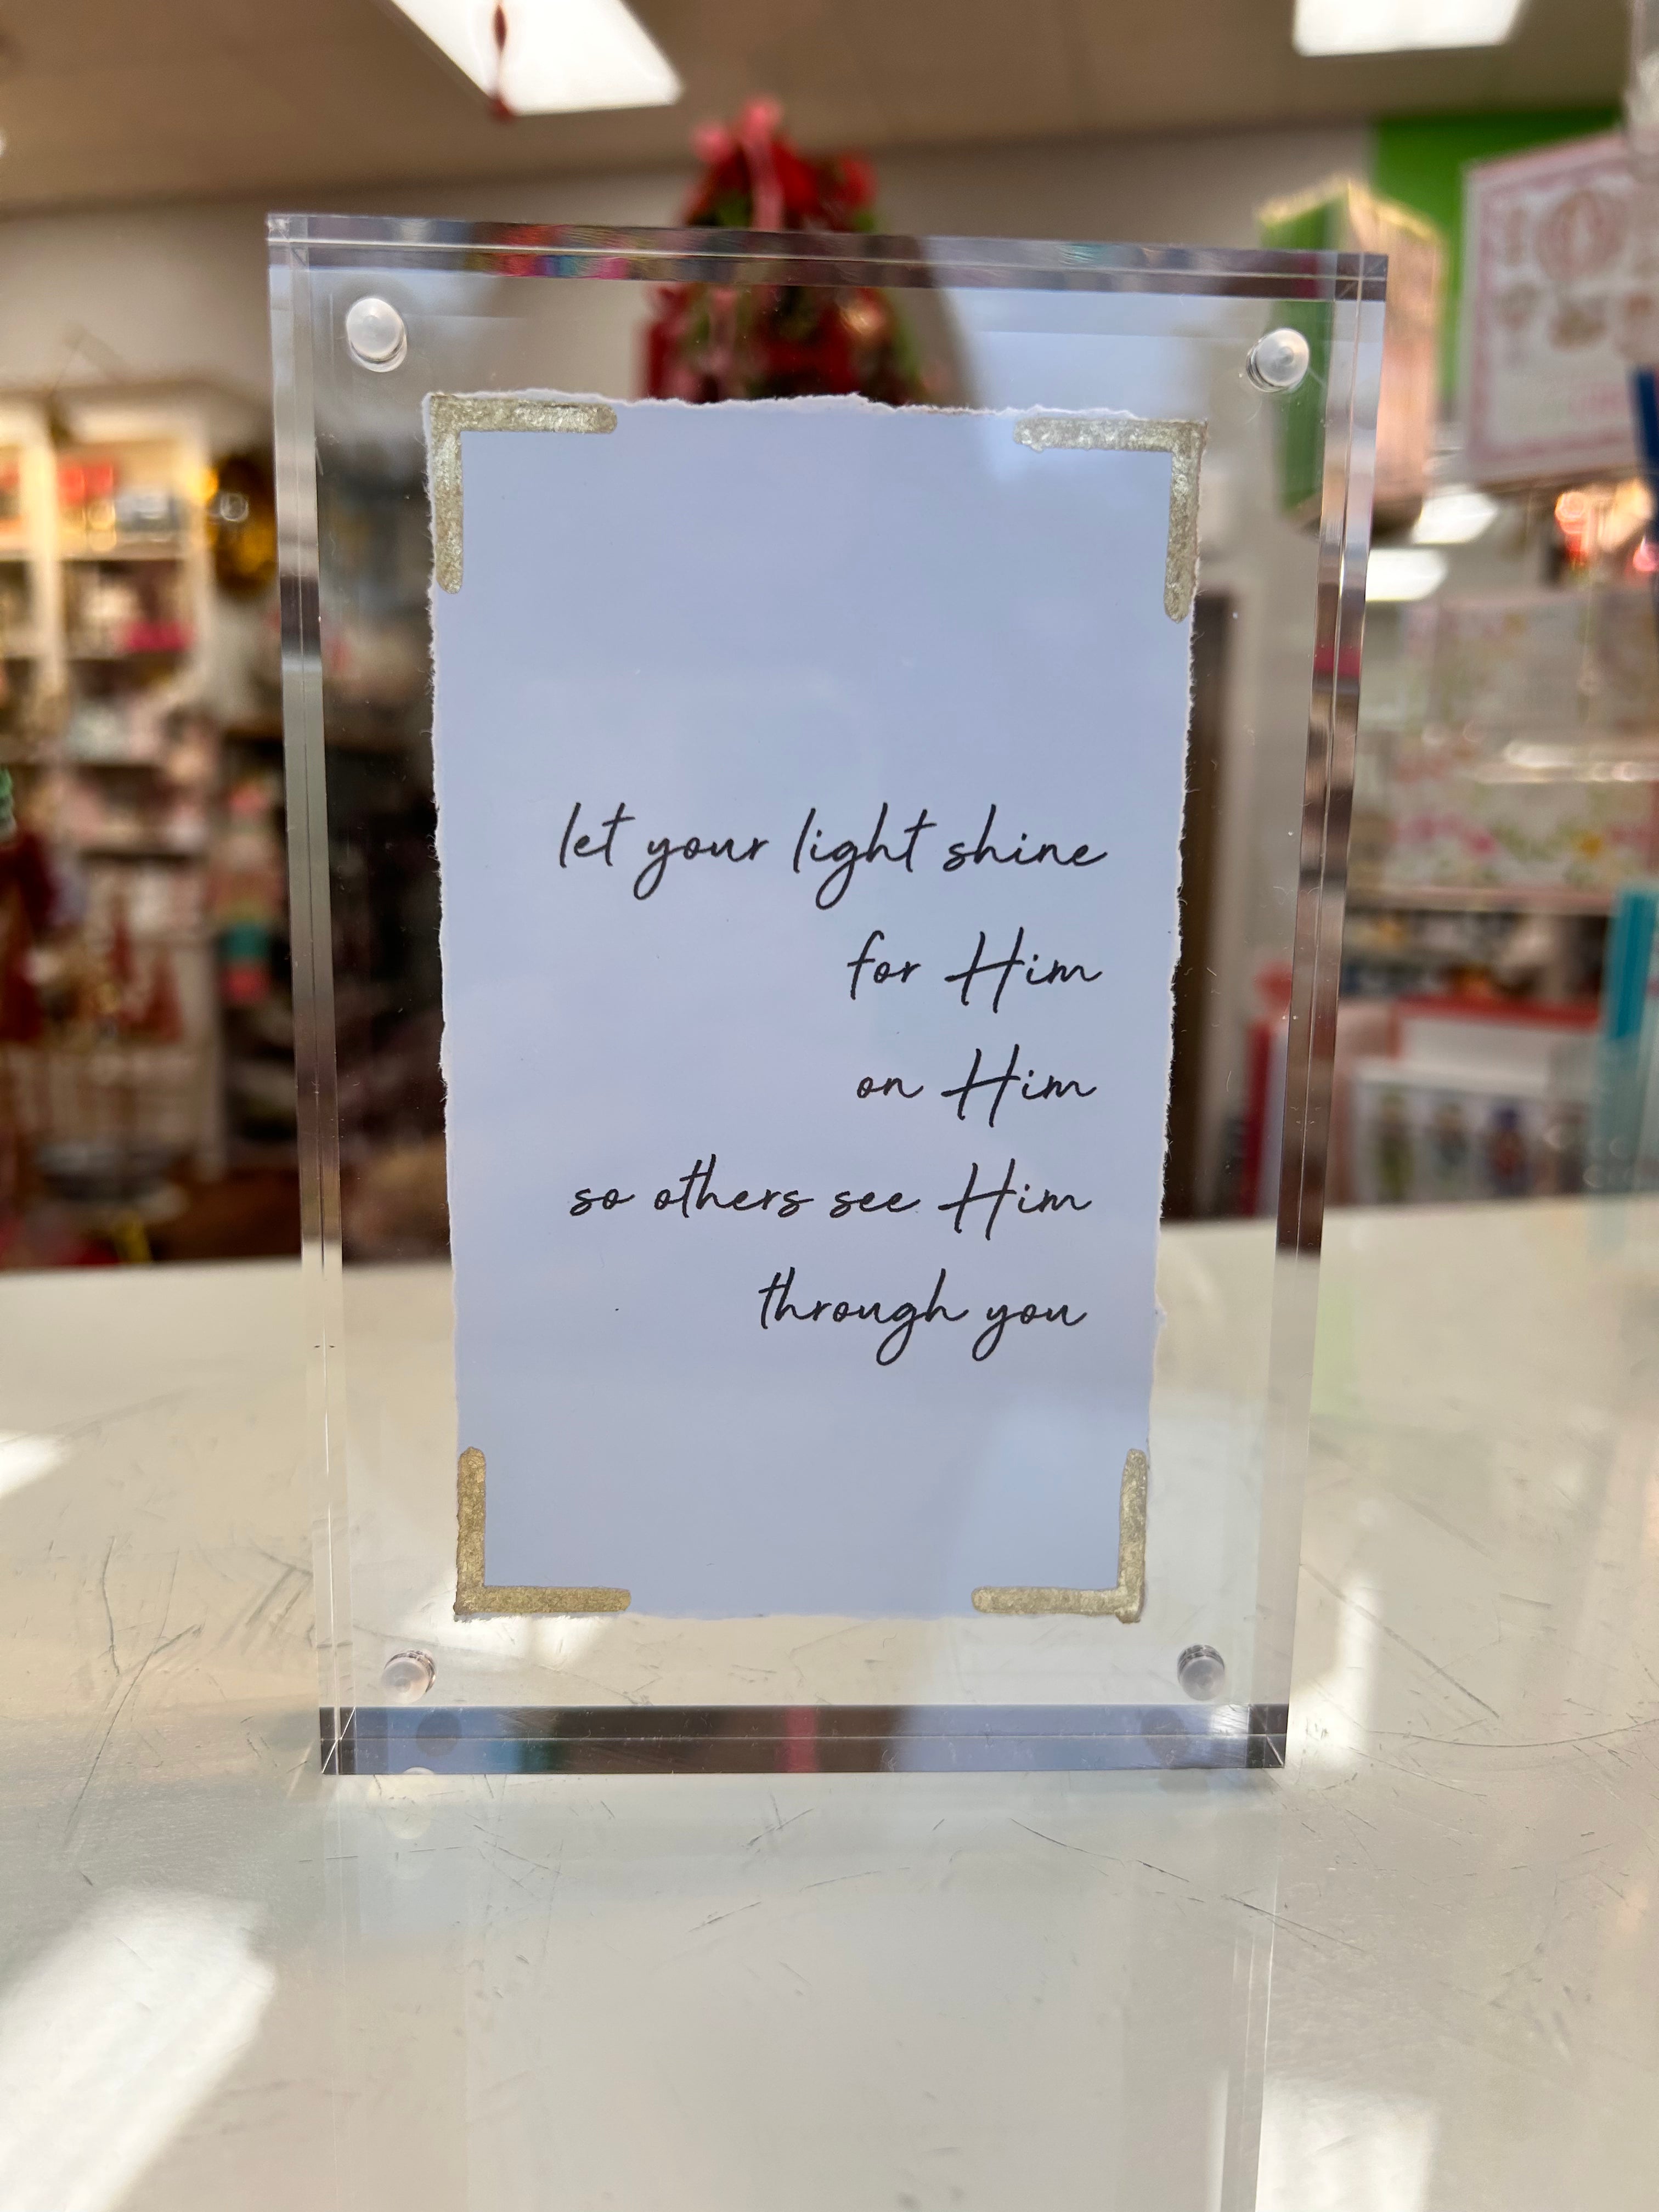 let your light shine
for Him
on Him
so others see Him
through you